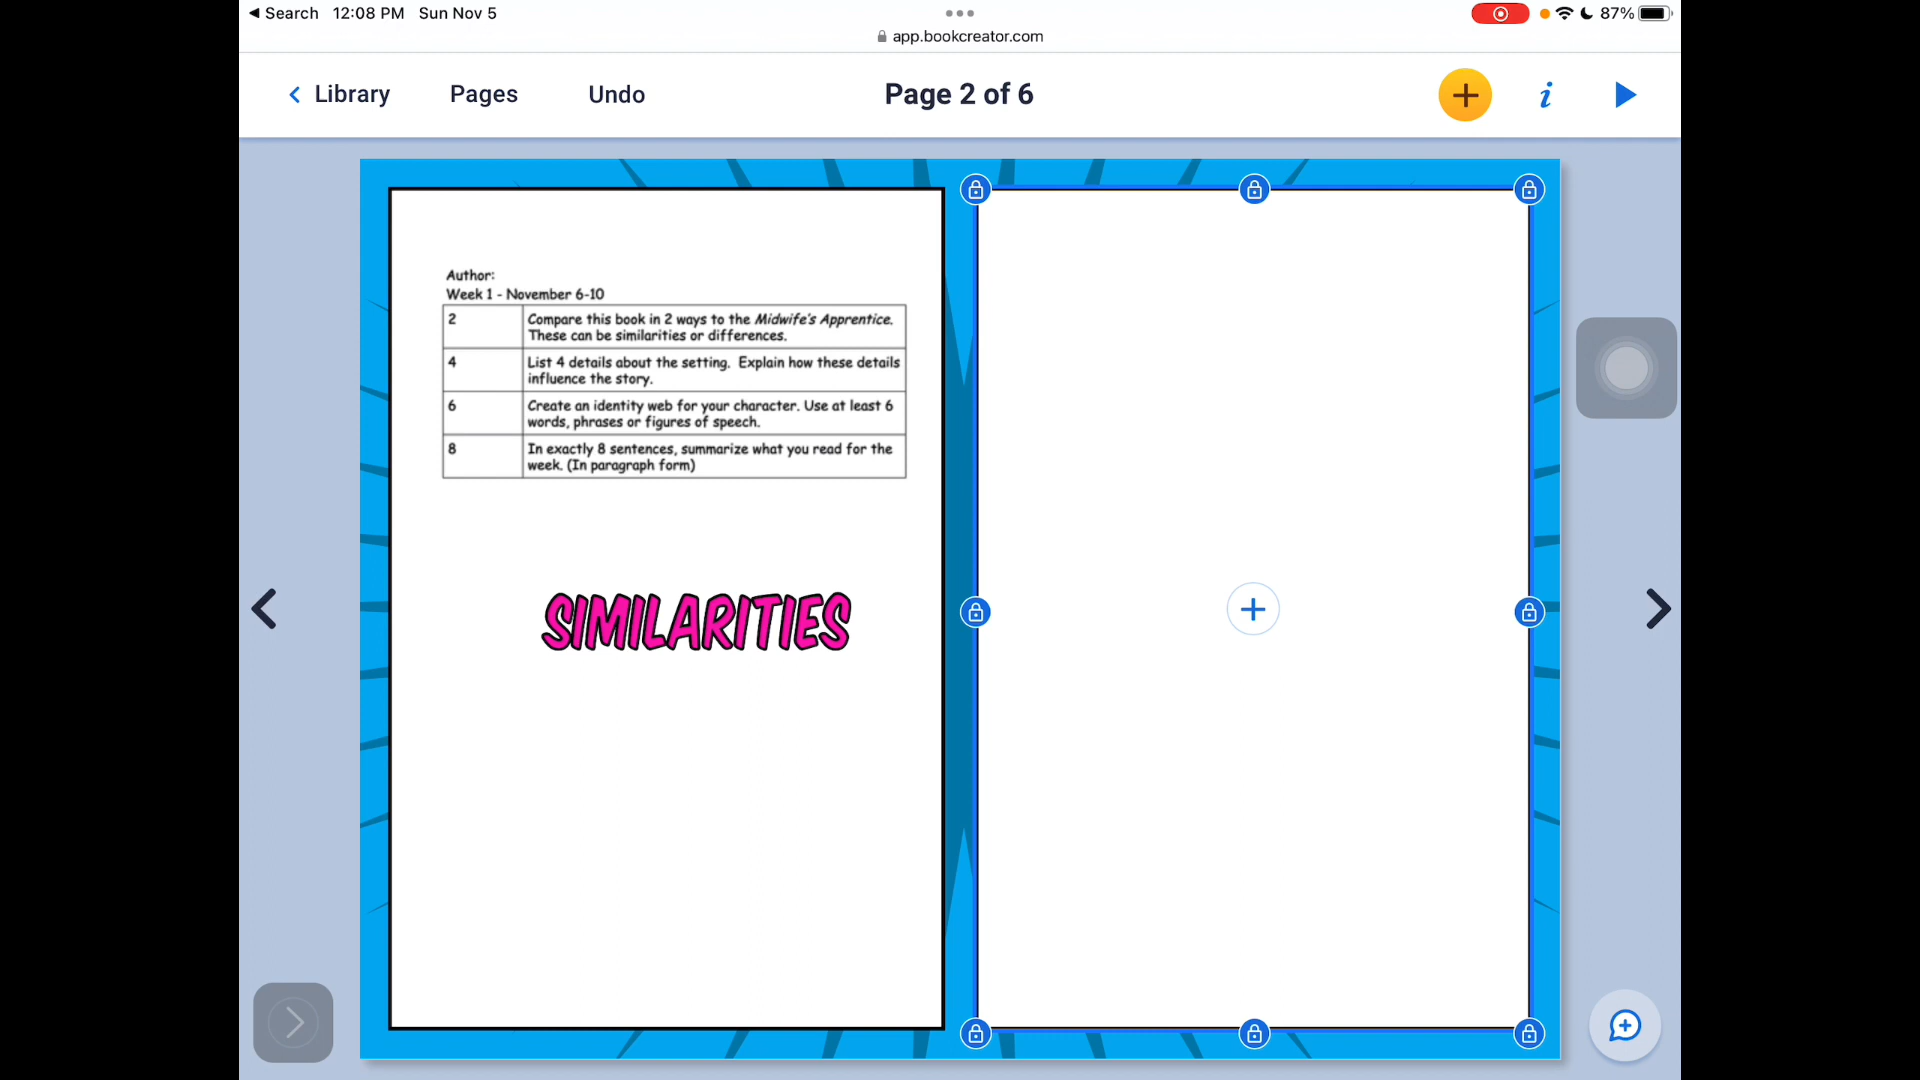 Search 12:08 PM Sun Nov 5
87%
app.bookcreator.com
Library Pages Undo Page 2 of 6
Author:
Week 1 - November 6-10
2 Compare this book in 2 ways to the Midwife's Apprentice.
These can be similarities or differences.
4 List 4 details about the setting. Explain how these details
influence the story.
6 Create an identity web for your character. Use at least 6
words, phrases or figures of speech.
8 In exactly 8 sentences, summarize what you read for the
week. (In paragraph form)
SIMILARITIES